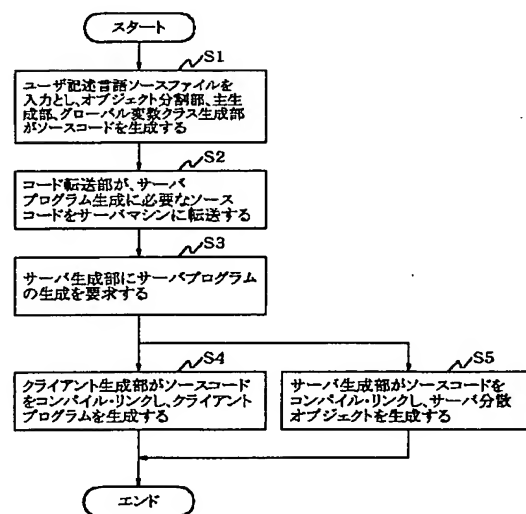 スタート
S1
ユーザ記述言語ソースファイルを
入力とし、オブジェクト分割部、主生
成部、グローバル変数クラス生成部
がソースコードを生成する
S2
コード転送部が、サーバ
プログラム生成に必要なソース
コードをサーバマシンに転送する
S3
サーバ生成部にサーバプログラム
の生成を要求する
S4
クライアント生成部がソースコード
をコンパイル・リンクし、クライアント
プログラムを生成する
S5
サーバ生成部がソースコードを
コンパイル・リンクし、サーバ分散
オブジェクトを生成する
エンド